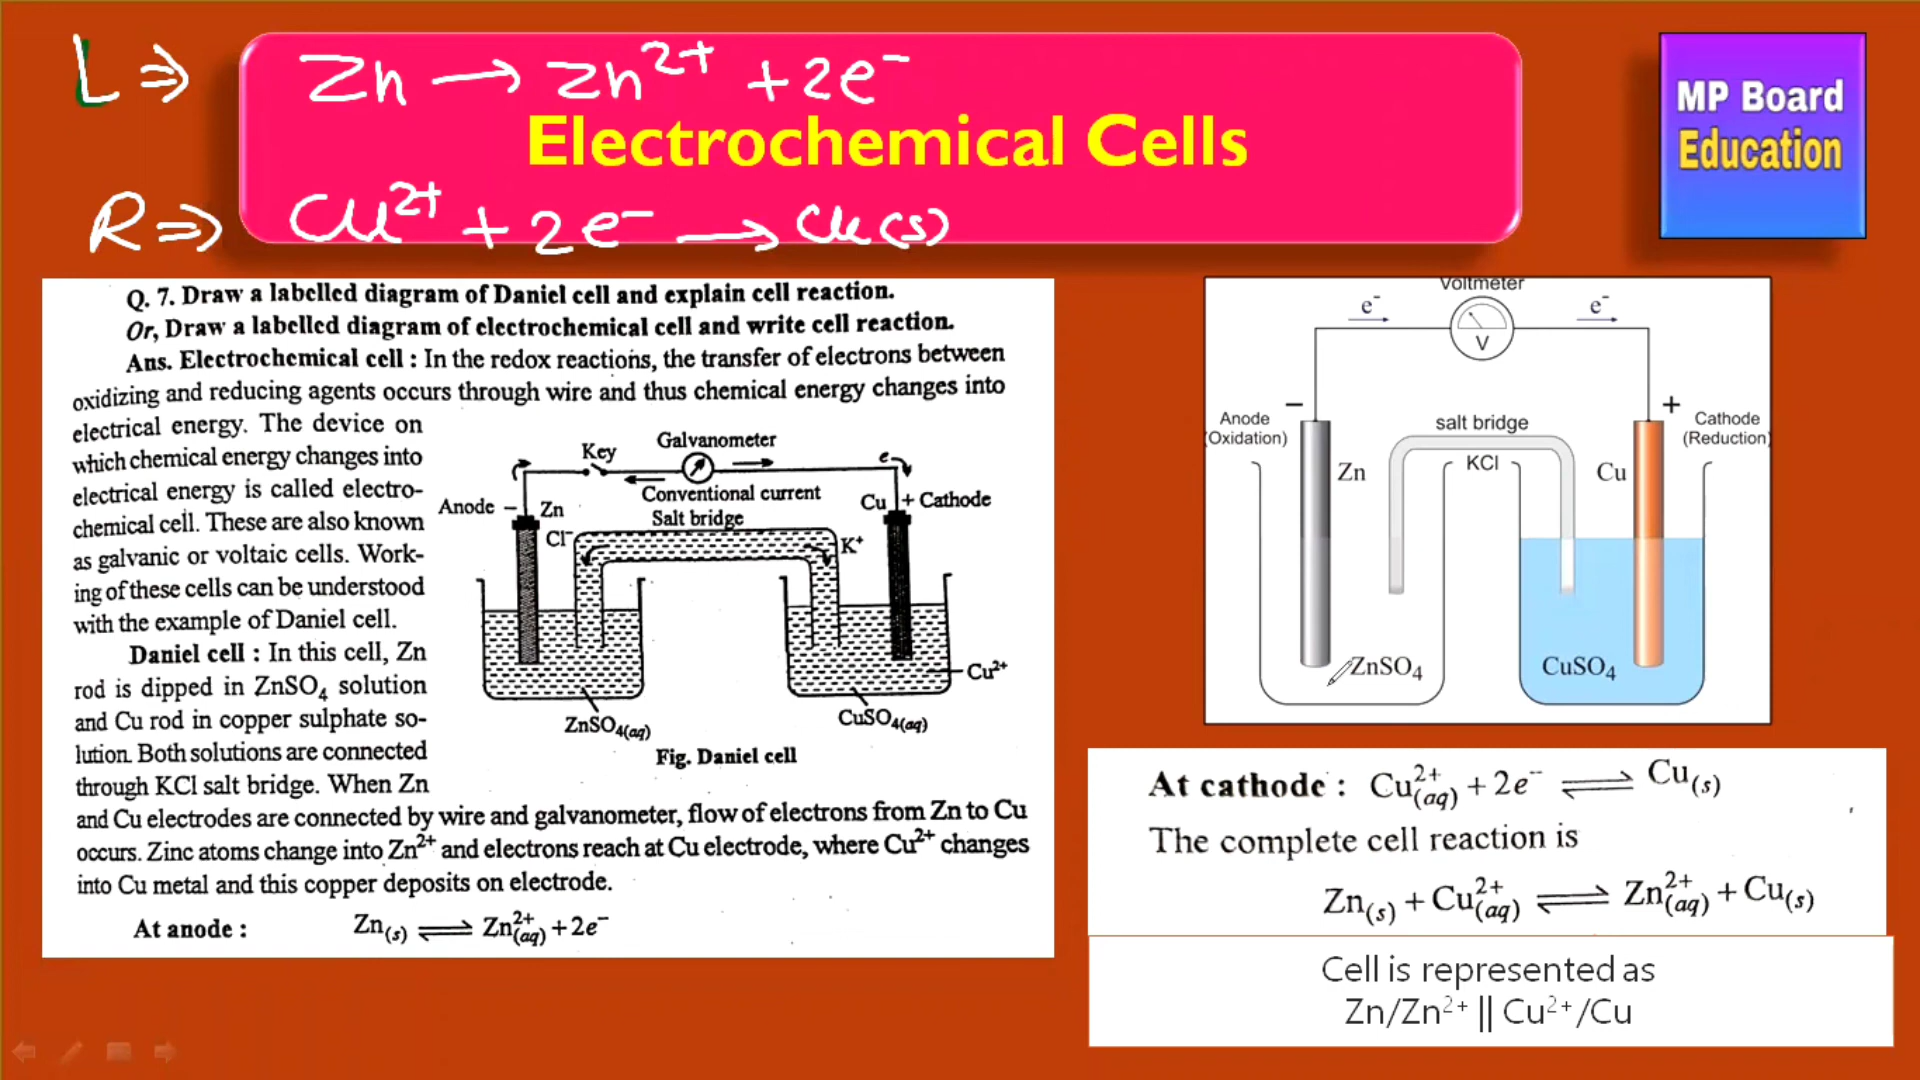 L ⇒ Zn → Zn²⁺ + 2e⁻
Electrochemical Cells
R ⇒ Cu²⁺ + 2e⁻ → Cu(s)
MP Board
Education
Q. 7. Draw a labelled diagram of Daniel cell and explain cell reaction.
Or, Draw a labelled diagram of electrochemical cell and write cell reaction.
Ans. Electrochemical cell : In the redox reactions, the transfer of electrons between
oxidizing and reducing agents occurs through wire and thus chemical energy changes into
electrical energy. The device on
which chemical energy changes into
electrical energy is called electro-
chemical cell. These are also known
as galvanic or voltaic cells. Work-
ing of these cells can be understood
with the example of Daniel cell.
Daniel cell : In this cell, Zn
rod is dipped in ZnSO₄ solution
and Cu rod in copper sulphate so-
lution. Both solutions are connected
through KCl salt bridge. When Zn
and Cu electrodes are connected by wire and galvanometer, flow of electrons from Zn to Cu
occurs. Zinc atoms change into Zn²⁺ and electrons reach at Cu electrode, where Cu²⁺ changes
into Cu metal and this copper deposits on electrode.
At anode : Zn(s) ⇌ Zn²⁺(aq) + 2e⁻
Key
Galvanometer
e⁻
Conventional current
Anode − Zn
Cu + Cathode
Salt bridge
Cl⁻
K⁺
Cu²⁺
ZnSO₄(aq)
CuSO₄(aq)
Fig. Daniel cell
Voltmeter
e⁻
e⁻
V
−
+
Anode
(Oxidation)
salt bridge
Cathode
(Reduction)
Zn
KCl
Cu
ZnSO₄
CuSO₄
At cathode : Cu²⁺(aq) + 2e⁻ ⇌ Cu(s)
The complete cell reaction is
Zn(s) + Cu²⁺(aq) ⇌ Zn²⁺(aq) + Cu(s)
Cell is represented as
Zn/Zn²⁺ || Cu²⁺/Cu